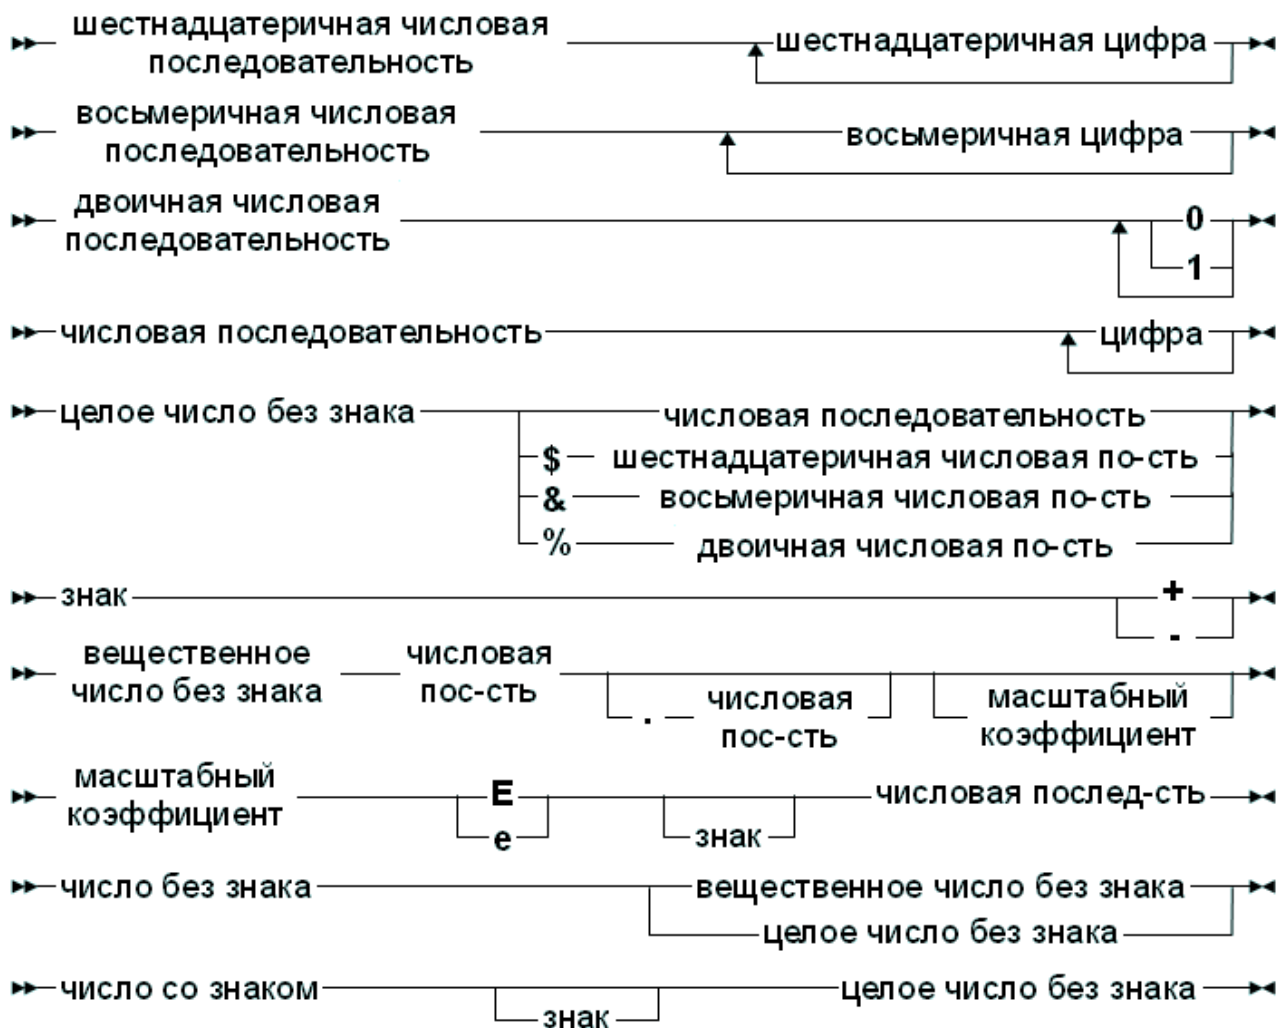 шестнадцатеричная числовая
последовательность
шестнадцатеричная цифра
восьмеричная числовая
последовательность
восьмеричная цифра
двоичная числовая
последовательность
0
1
числовая последовательность
цифра
целое число без знака
числовая последовательность
$ шестнадцатеричная числовая по-сть
& восьмеричная числовая по-сть
% двоичная числовая по-сть
знак
+
-
вещественное
число без знака
числовая
пос-сть
.
числовая
пос-сть
масштабный
коэффициент
масштабный
коэффициент
E
e
знак
числовая послед-сть
число без знака
вещественное число без знака
целое число без знака
число со знаком
знак
целое число без знака